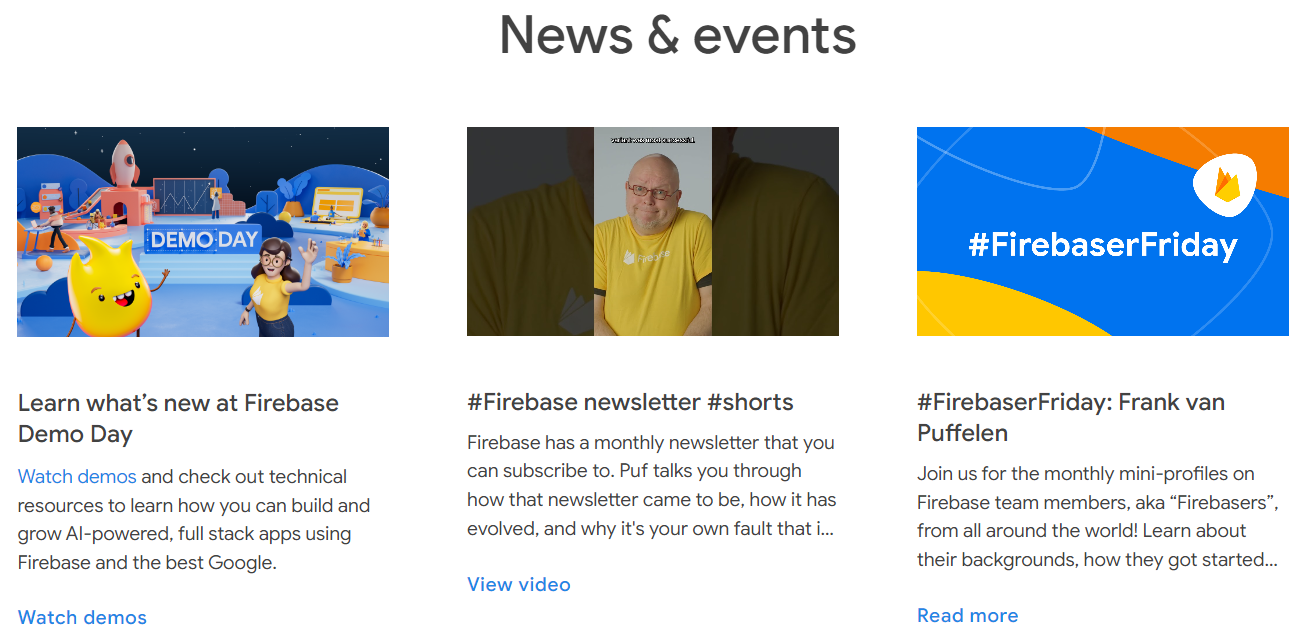 News & events
DEMO DAY
Firebase
#FirebaserFriday
Learn what’s new at Firebase
Demo Day
Watch demos and check out technical
resources to learn how you can build and
grow AI-powered, full stack apps using
Firebase and the best Google.
Watch demos
#Firebase newsletter #shorts
Firebase has a monthly newsletter that you
can subscribe to. Puf talks you through
how that newsletter came to be, how it has
evolved, and why it's your own fault that i...
View video
#FirebaserFriday: Frank van
Puffelen
Join us for the monthly mini-profiles on
Firebase team members, aka “Firebasers”,
from all around the world! Learn about
their backgrounds, how they got started...
Read more